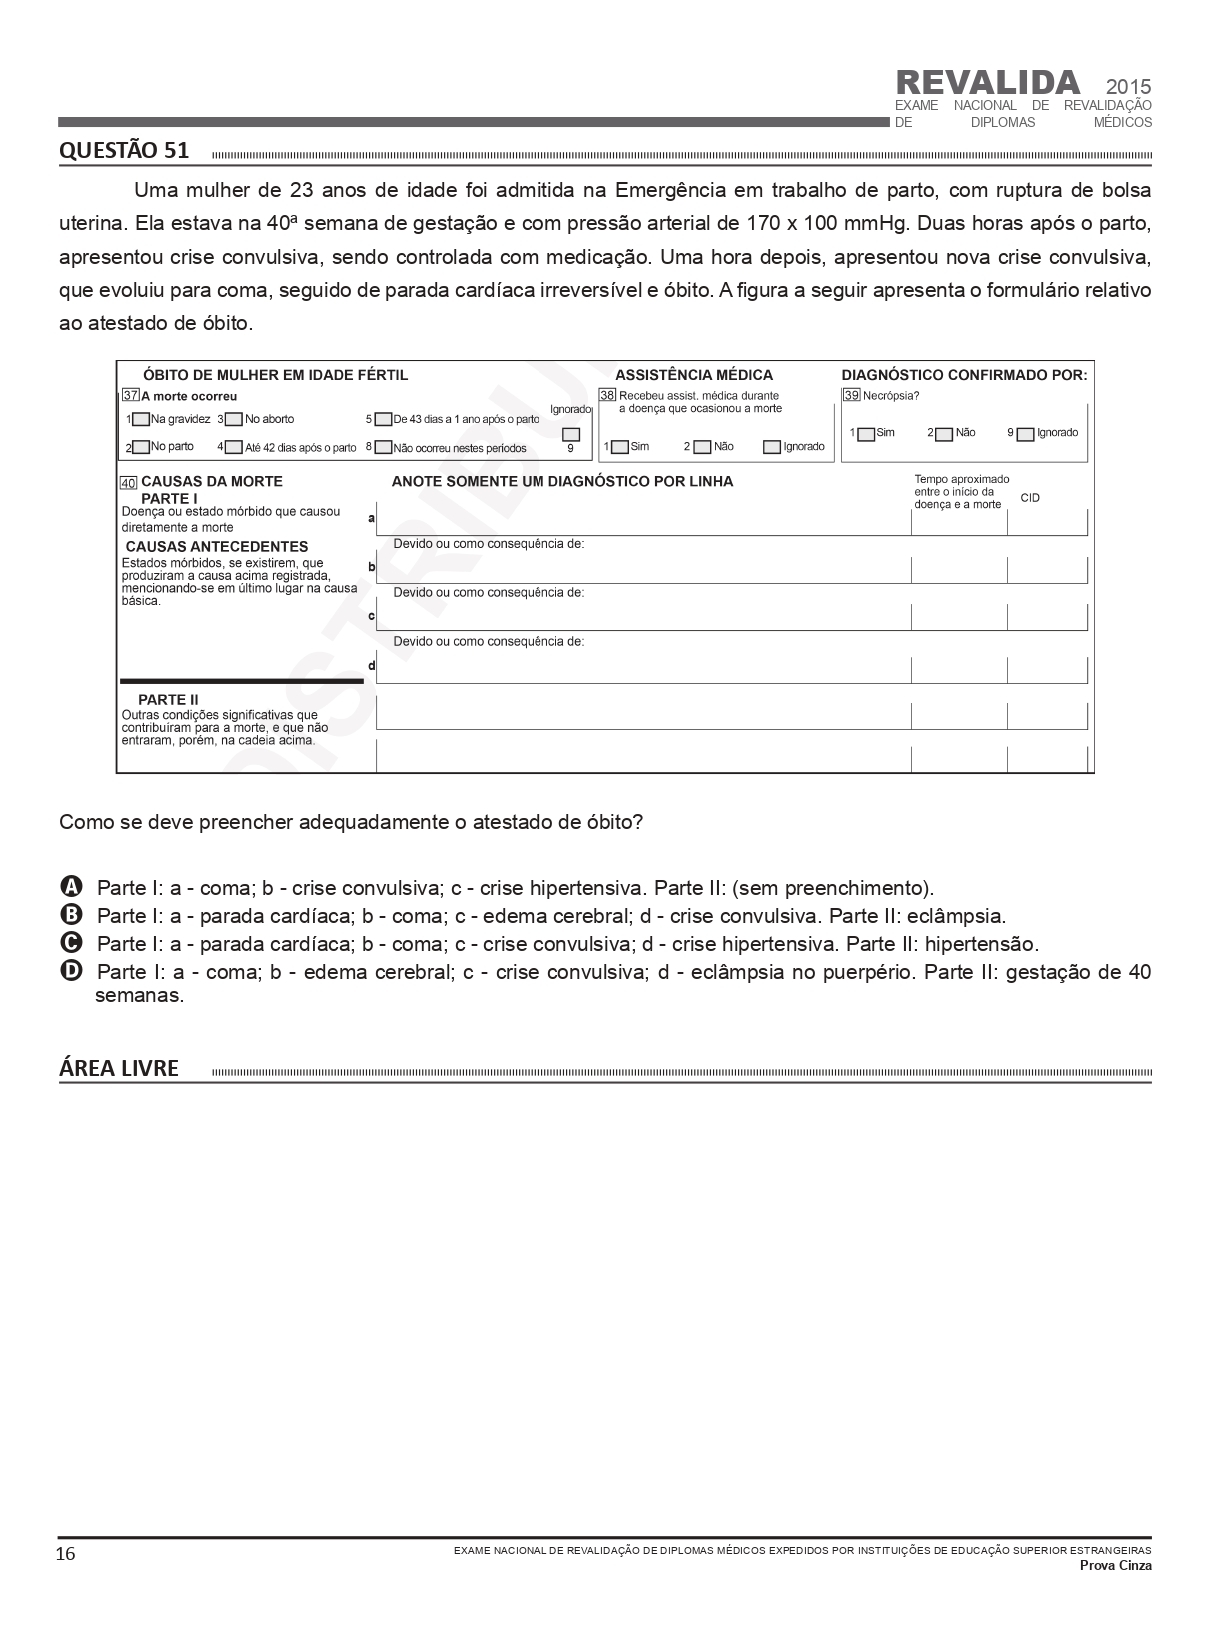 REVALIDA 2015
EXAME NACIONAL DE REVALIDAÇÃO
DE DIPLOMAS MÉDICOS
QUESTÃO 51
Uma mulher de 23 anos de idade foi admitida na Emergência em trabalho de parto, com ruptura de bolsa
uterina. Ela estava na 40ª semana de gestação e com pressão arterial de 170 x 100 mmHg. Duas horas após o parto,
apresentou crise convulsiva, sendo controlada com medicação. Uma hora depois, apresentou nova crise convulsiva,
que evoluiu para coma, seguido de parada cardíaca irreversível e óbito. A figura a seguir apresenta o formulário relativo
ao atestado de óbito.
ÓBITO DE MULHER EM IDADE FÉRTIL
37 A morte ocorreu
Ignorado
1 Na gravidez 3 No aborto 5 De 43 dias a 1 ano após o parto
2 No parto 4 Até 42 dias após o parto 8 Não ocorreu nestes períodos 9
ASSISTÊNCIA MÉDICA
38 Recebeu assist. médica durante
a doença que ocasionou a morte
1 Sim 2 Não Ignorado
DIAGNÓSTICO CONFIRMADO POR:
39 Necrópsia?
1 Sim 2 Não 9 Ignorado
40 CAUSAS DA MORTE
PARTE I
Doença ou estado mórbido que causou
diretamente a morte
CAUSAS ANTECEDENTES
Estados mórbidos, se existirem, que
produziram a causa acima registrada,
mencionando-se em último lugar na causa
básica.
ANOTE SOMENTE UM DIAGNÓSTICO POR LINHA
Tempo aproximado
entre o início da
doença e a morte
CID
a
Devido ou como consequência de:
b
Devido ou como consequência de:
c
Devido ou como consequência de:
d
PARTE II
Outras condições significativas que
contribuíram para a morte, e que não
entraram, porém, na cadeia acima.
DISTRIBU
Como se deve preencher adequadamente o atestado de óbito?
A Parte I: a - coma; b - crise convulsiva; c - crise hipertensiva. Parte II: (sem preenchimento).
B Parte I: a - parada cardíaca; b - coma; c - edema cerebral; d - crise convulsiva. Parte II: eclâmpsia.
C Parte I: a - parada cardíaca; b - coma; c - crise convulsiva; d - crise hipertensiva. Parte II: hipertensão.
D Parte I: a - coma; b - edema cerebral; c - crise convulsiva; d - eclâmpsia no puerpério. Parte II: gestação de 40
semanas.
ÁREA LIVRE
16
EXAME NACIONAL DE REVALIDAÇÃO DE DIPLOMAS MÉDICOS EXPEDIDOS POR INSTITUIÇÕES DE EDUCAÇÃO SUPERIOR ESTRANGEIRAS
Prova Cinza